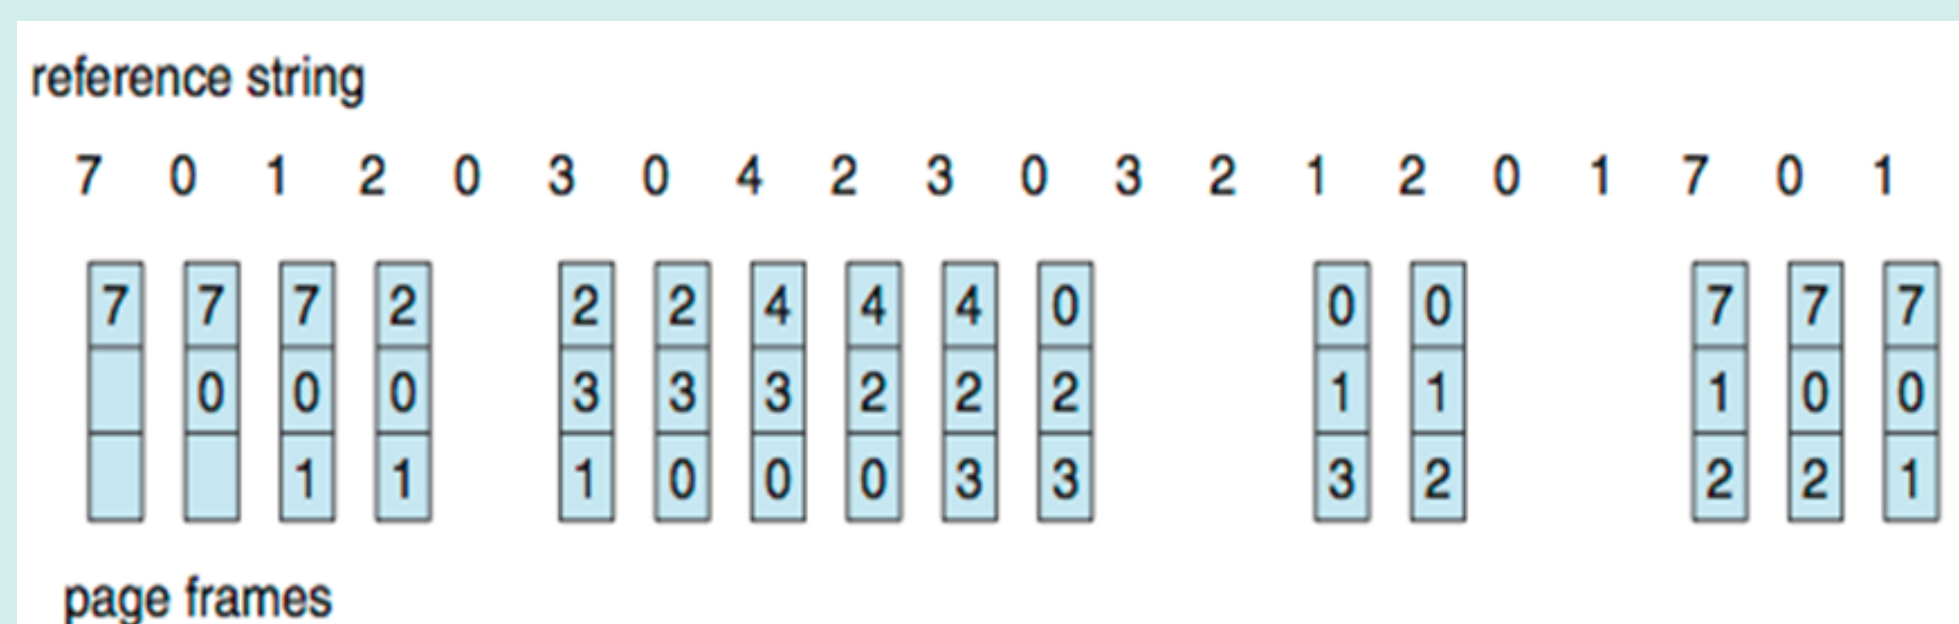 reference string
7 0 1 2 0 3 0 4 2 3 0 3 2 1 2 0 1 7 0 1
7 7 7 2 2 2 4 4 4 0 0 0 7 7 7
0 0 0 3 3 3 2 2 2 1 1 1 0 0
1 1 1 0 0 0 3 3 3 2 2 2 1
page frames